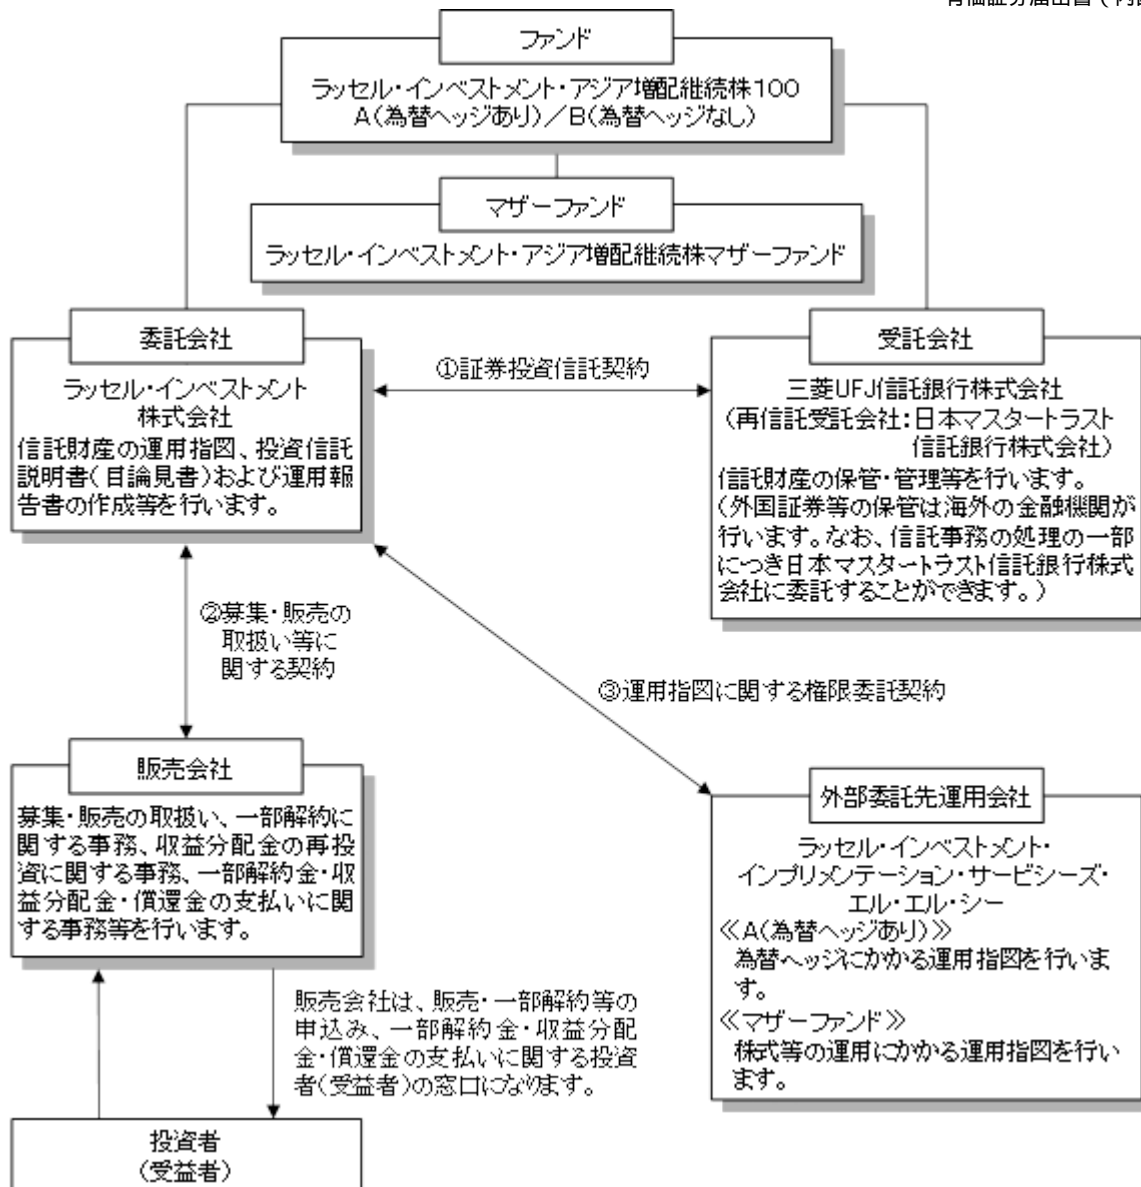 有価証券届出書(内
ファンド
ラッセル・インベストメント・アジア増配継続株100
A(為替ヘッジあり)/B(為替ヘッジなし)
マザーファンド
ラッセル・インベストメント・アジア増配継続株マザーファンド
委託会社
ラッセル・インベストメント
株式会社
信託財産の運用指図、投資信託
説明書(目論見書)および運用報
告書の作成等を行います。
①証券投資信託契約
受託会社
三菱UFJ信託銀行株式会社
(再信託受託会社:日本マスタートラスト
信託銀行株式会社)
信託財産の保管・管理等を行います。
(外国証券等の保管は海外の金融機関が
行います。なお、信託事務の処理の一部
につき日本マスタートラスト信託銀行株式
会社に委託することができます。)
②募集・販売の
取扱い等に
関する契約
③運用指図に関する権限委託契約
販売会社
募集・販売の取扱い、一部解約に
関する事務、収益分配金の再投
資に関する事務、一部解約金・収
益分配金・償還金の支払いに関
する事務等を行います。
外部委託先運用会社
ラッセル・インベストメント・
インプリメンテーション・サービシーズ・
エル・エル・シー
≪A(為替ヘッジあり)≫
為替ヘッジにかかる運用指図を行いま
す。
≪マザーファンド≫
株式等の運用にかかる運用指図を行い
ます。
販売会社は、販売・一部解約等の
申込み、一部解約金・収益分配
金・償還金の支払いに関する投資
者(受益者)の窓口になります。
投資者
(受益者)